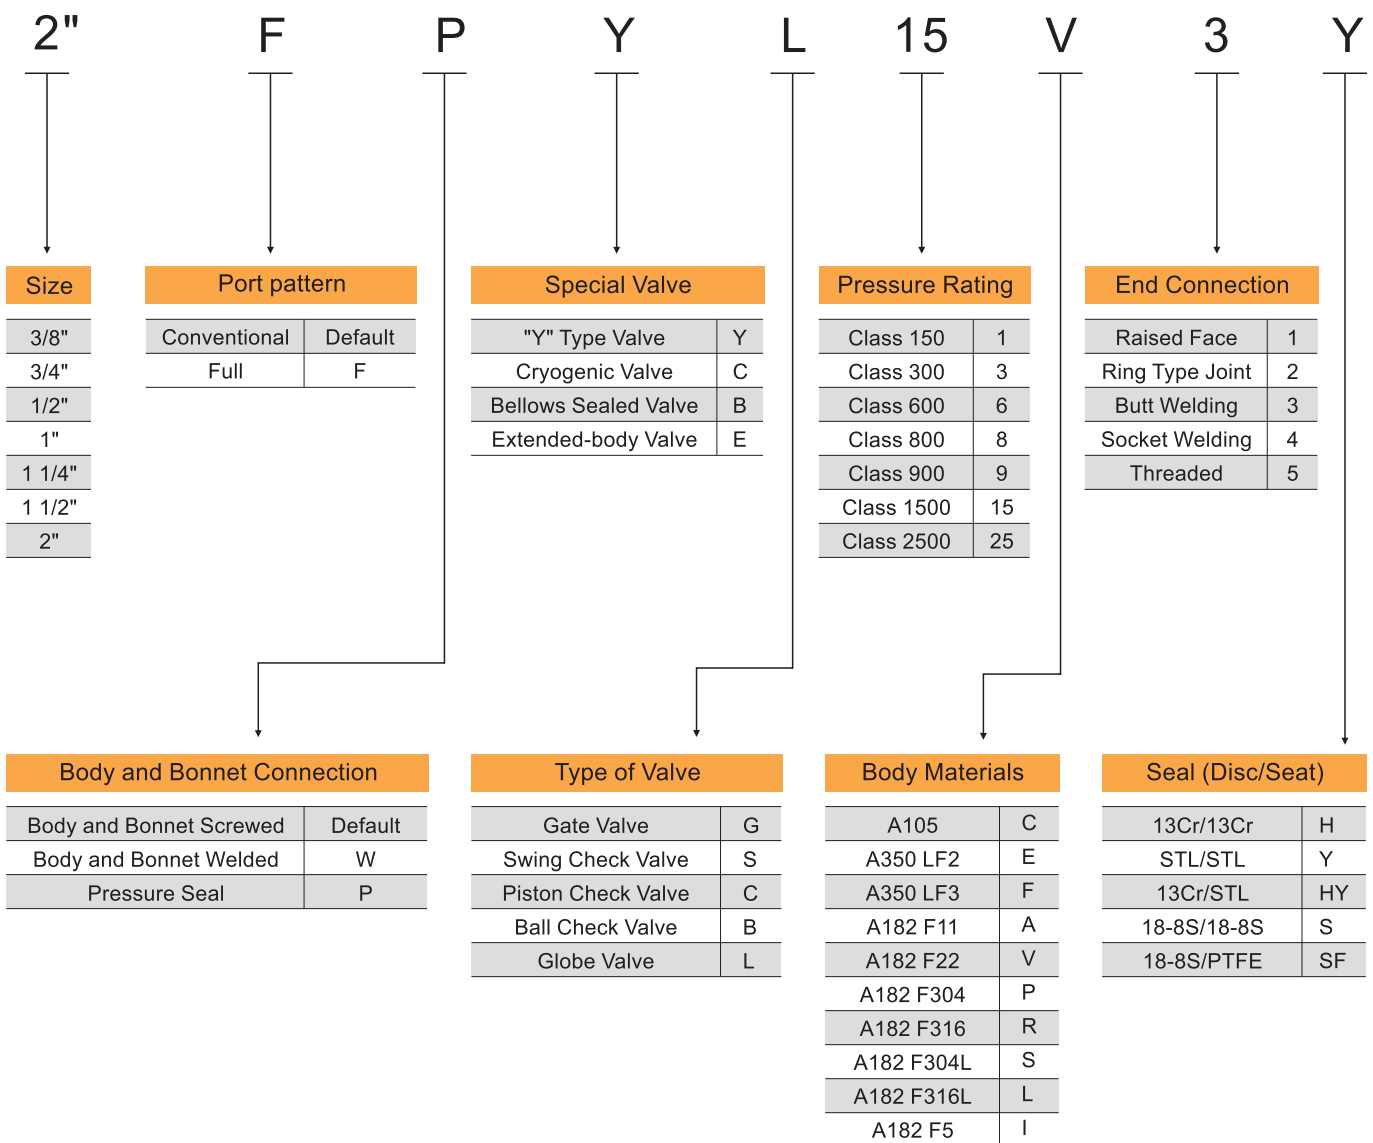 2" F P Y L 15 V 3 Y
Size
3/8"
3/4"
1/2"
1"
1 1/4"
1 1/2"
2"
Port pattern
Conventional Default
Full F
Special Valve
"Y" Type Valve Y
Cryogenic Valve C
Bellows Sealed Valve B
Extended-body Valve E
Pressure Rating
Class 150 1
Class 300 3
Class 600 6
Class 800 8
Class 900 9
Class 1500 15
Class 2500 25
End Connection
Raised Face 1
Ring Type Joint 2
Butt Welding 3
Socket Welding 4
Threaded 5
Body and Bonnet Connection
Body and Bonnet Screwed Default
Body and Bonnet Welded W
Pressure Seal P
Type of Valve
Gate Valve G
Swing Check Valve S
Piston Check Valve C
Ball Check Valve B
Globe Valve L
Body Materials
A105 C
A350 LF2 E
A350 LF3 F
A182 F11 A
A182 F22 V
A182 F304 P
A182 F316 R
A182 F304L S
A182 F316L L
A182 F5 I
Seal (Disc/Seat)
13Cr/13Cr H
STL/STL Y
13Cr/STL HY
18-8S/18-8S S
18-8S/PTFE SF